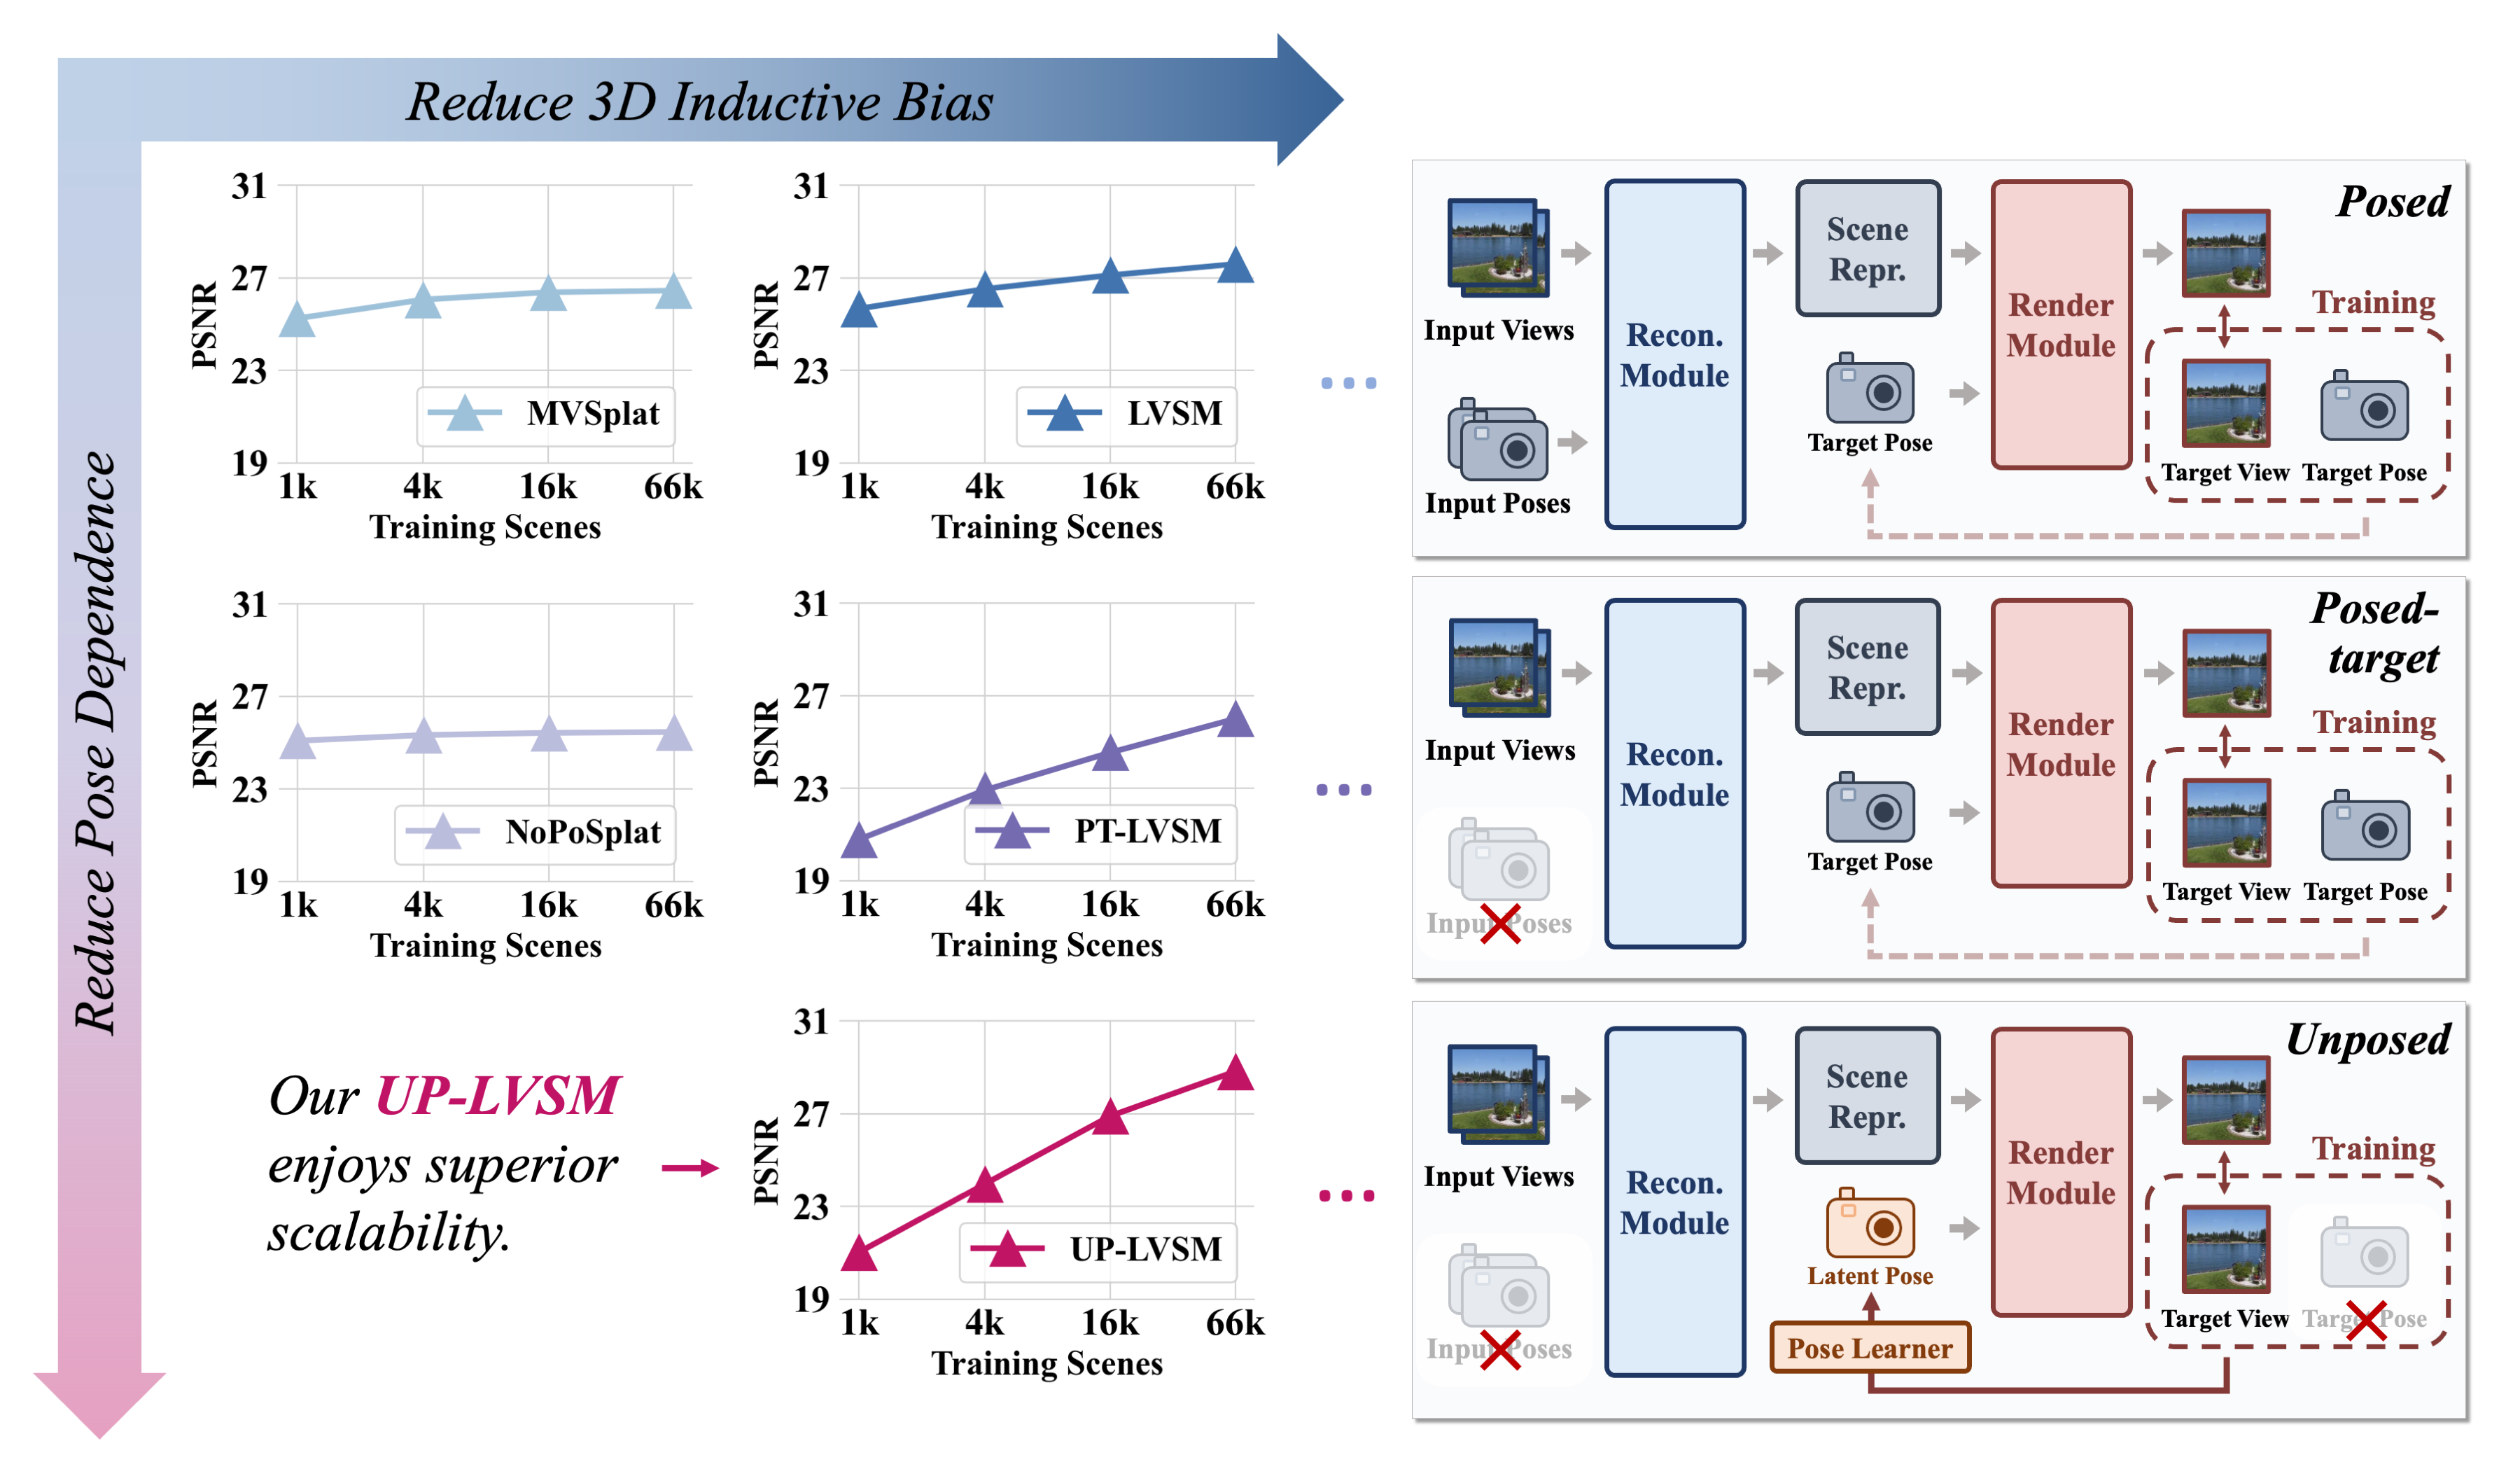 Reduce 3D Inductive Bias
Reduce Pose Dependence
31
27
23
19
PSNR
1k 4k 16k 66k
Training Scenes
MVSplat
31
27
23
19
PSNR
1k 4k 16k 66k
Training Scenes
LVSM
...
Posed
Input Views
Input Poses
Recon.
Module
Scene
Repr.
Target Pose
Render
Module
Training
Target View Target Pose
31
27
23
19
PSNR
1k 4k 16k 66k
Training Scenes
NoPoSplat
31
27
23
19
PSNR
1k 4k 16k 66k
Training Scenes
PT-LVSM
...
Posed-
target
Input Views
Input Poses
Recon.
Module
Scene
Repr.
Target Pose
Render
Module
Training
Target View Target Pose
Our UP-LVSM
enjoys superior
scalability.
31
27
23
19
PSNR
1k 4k 16k 66k
Training Scenes
UP-LVSM
...
Unposed
Input Views
Input Poses
Recon.
Module
Scene
Repr.
Latent Pose
Pose Learner
Render
Module
Training
Target View Target Pose